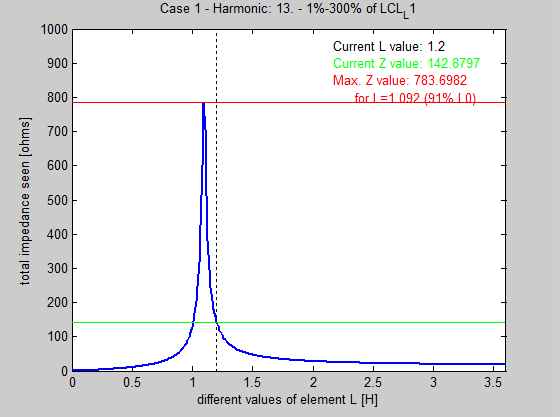 Case 1 - Harmonic: 13. - 1%-300% of LCL_L1
Current L value: 1.2
Current Z value: 142.8797
Max. Z value: 783.6982
for L=1.092 (91% L0)
total impedance seen [ohms]
1000
900
800
700
600
500
400
300
200
100
0
0 0.5 1 1.5 2 2.5 3 3.5
different values of element L [H]